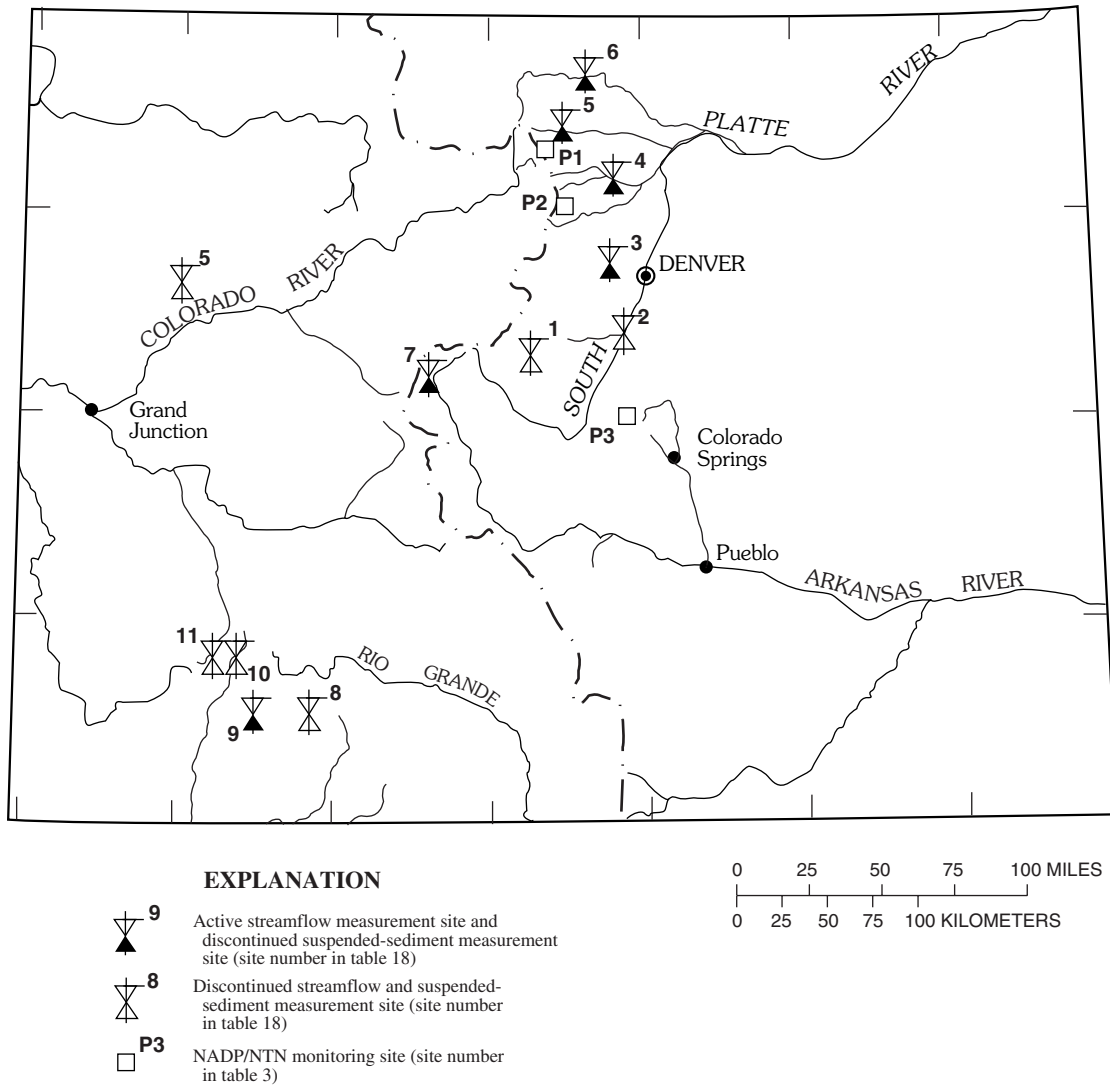 6
RIVER
5
PLATTE
P1
4
P2
3
DENVER
5
RIVER
COLORADO
2
1
7
SOUTH
Grand
Junction
P3
Colorado
Springs
Pueblo
ARKANSAS RIVER
11
10
RIO GRANDE
8
9
EXPLANATION
9
Active streamflow measurement site and
discontinued suspended-sediment measurement
site (site number in table 18)
8
Discontinued streamflow and suspended-
sediment measurement site (site number
in table 18)
P3
NADP/NTN monitoring site (site number
in table 3)
0 25 50 75 100 MILES
0 25 50 75 100 KILOMETERS